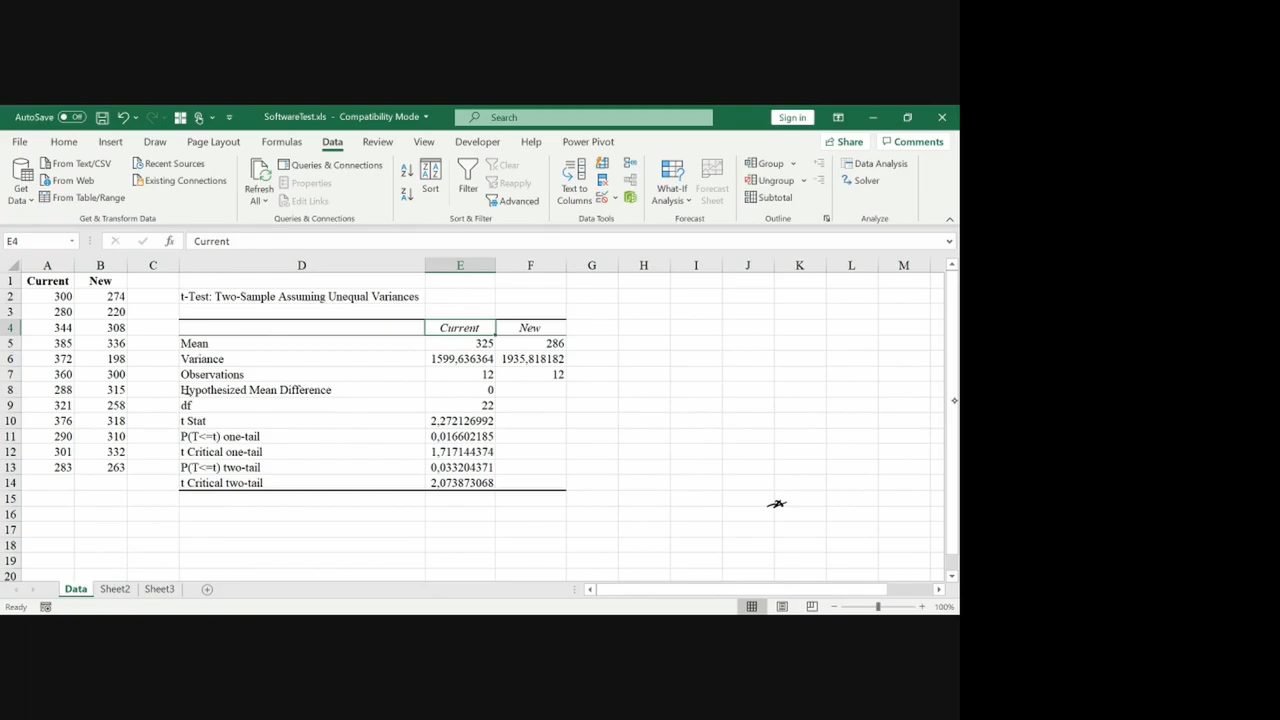 AutoSave Off SoftwareTest.xls - Compatibility Mode Search Sign in
File Home Insert Draw Page Layout Formulas Data Review View Developer Help Power Pivot Share Comments
Get Data From Text/CSV From Web From Table/Range Recent Sources Existing Connections
Refresh All Queries & Connections Properties Edit Links
Sort Filter Clear Reapply Advanced
Text to Columns
What-If Analysis Forecast Sheet
Group Ungroup Subtotal
Data Analysis Solver
Get & Transform Data Queries & Connections Sort & Filter Data Tools Forecast Outline Analyze
E4 fx Current
A B C D E F G H I J K L M
1 Current New
2 300 274 t-Test: Two-Sample Assuming Unequal Variances
3 280 220
4 344 308 Current New
5 385 336 Mean 325 286
6 372 198 Variance 1599,636364 1935,818182
7 360 300 Observations 12 12
8 288 315 Hypothesized Mean Difference 0
9 321 258 df 22
10 376 318 t Stat 2,272126992
11 290 310 P(T<=t) one-tail 0,016602185
12 301 332 t Critical one-tail 1,717144374
13 283 263 P(T<=t) two-tail 0,033204371
14 t Critical two-tail 2,073873068
15
16
17
18
19
20
Data Sheet2 Sheet3
Ready 100%